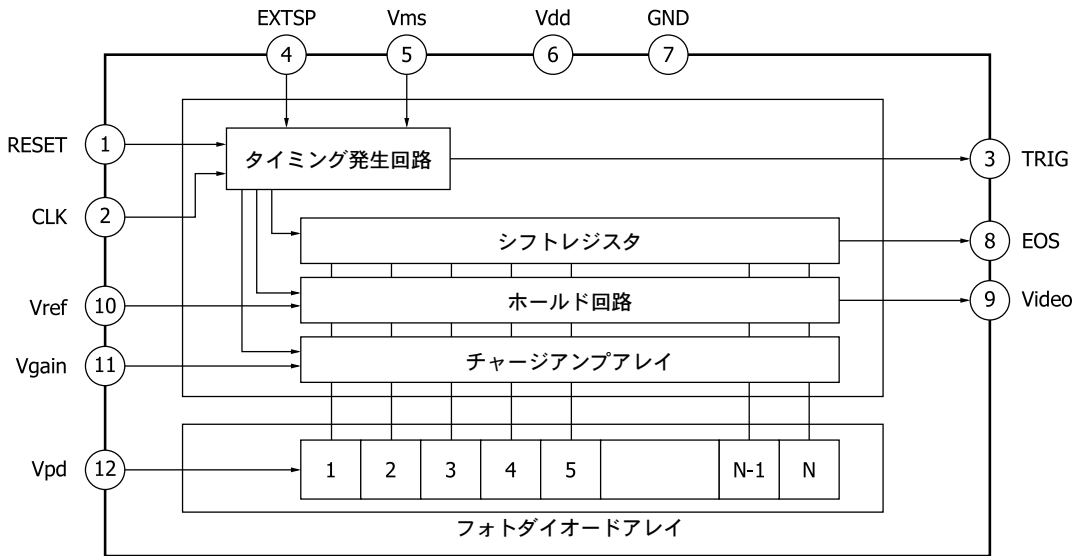 EXTSP Vms Vdd GND
4 5 6 7
RESET 1
タイミング発生回路
3 TRIG
CLK 2
シフトレジスタ
8 EOS
Vref 10
ホールド回路
9 Video
Vgain 11
チャージアンプアレイ
Vpd 12
1 2 3 4 5 N-1 N
フォトダイオードアレイ